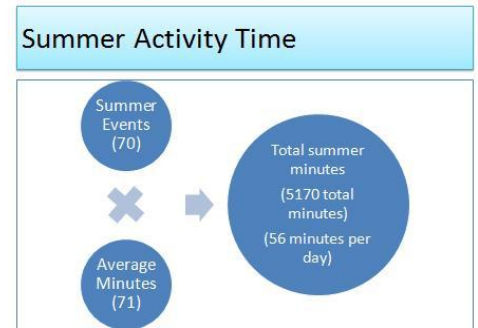 Summer Activity Time
Summer
Events
(70)
Average
Minutes
(71)
Total summer
minutes
(5170 total
minutes)
(56 minutes per
day)